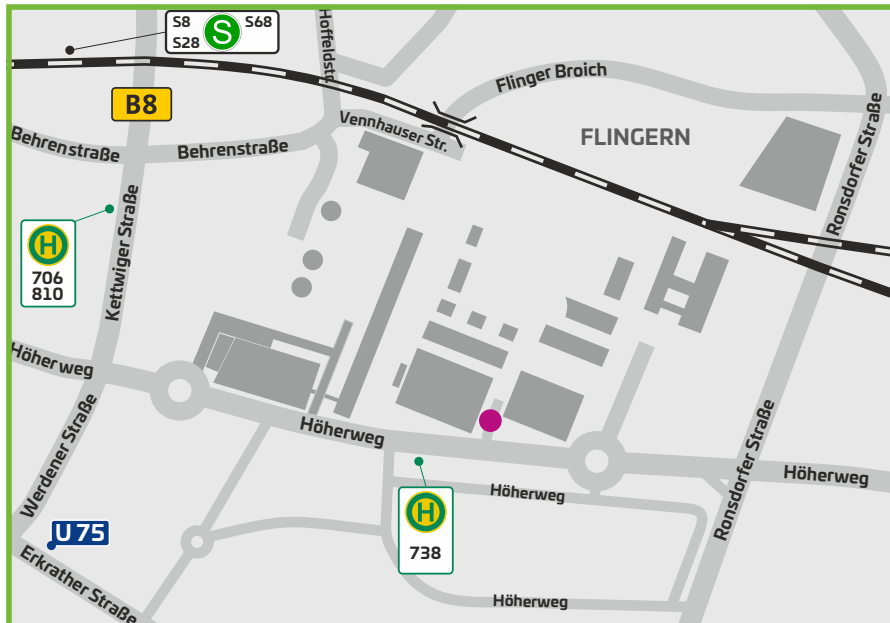 S8 S68
S28
S
Hoffeldstr.
B8
Flinger Broich
Vennhauser Str.
FLINGERN
Ronsdorfer Straße
Behrenstraße
Behrenstraße
H
706
810
Kettwiger Straße
Höherweg
Höherweg
Werdener Straße
Ronsdorfer Straße
Höherweg
Höherweg
H
738
U 75
Erkrather Straße
Höherweg